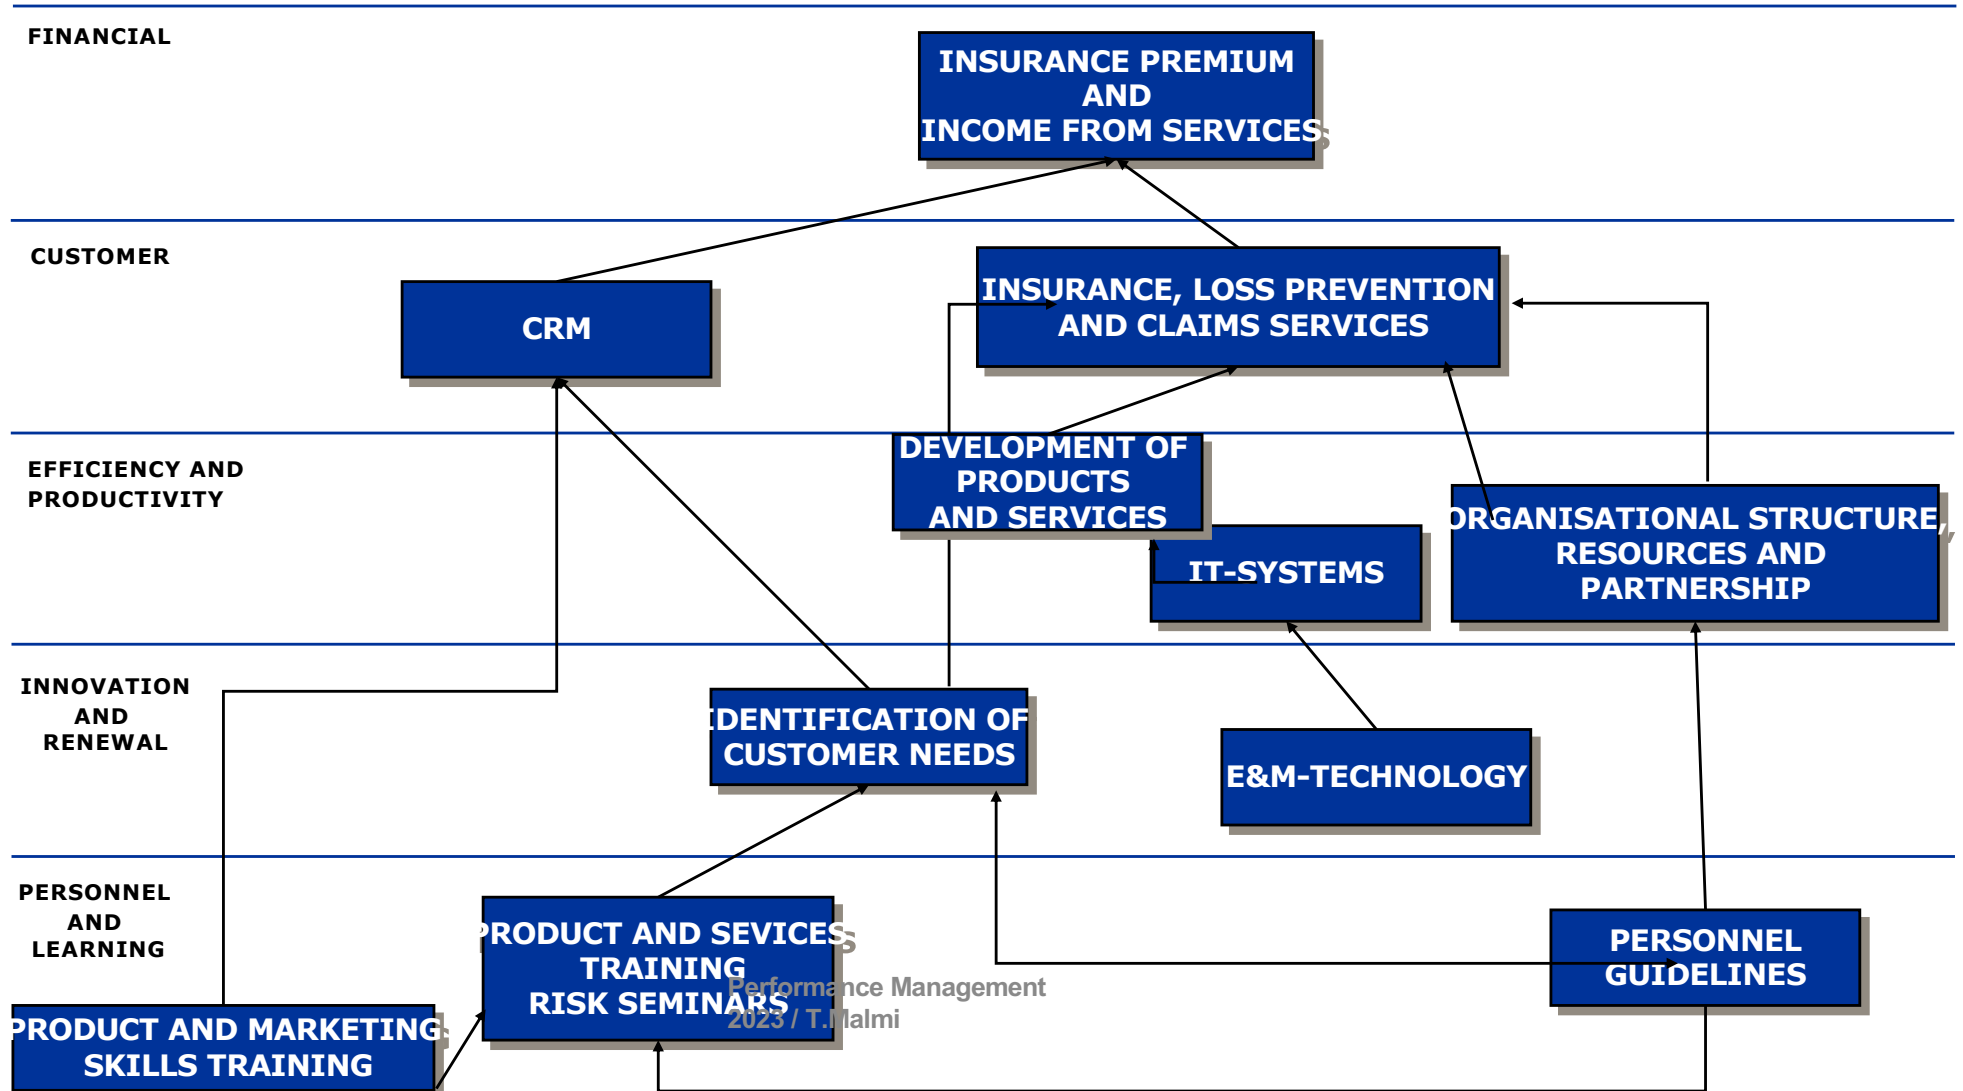 FINANCIAL
INSURANCE PREMIUM
AND
INCOME FROM SERVICES
CUSTOMER
INSURANCE, LOSS PREVENTION
AND CLAIMS SERVICES
CRM
EFFICIENCY AND
PRODUCTIVITY
DEVELOPMENT OF
PRODUCTS
AND SERVICES
IT-SYSTEMS
ORGANISATIONAL STRUCTURE,
RESOURCES AND
PARTNERSHIP
INNOVATION
AND
RENEWAL
IDENTIFICATION OF
CUSTOMER NEEDS
E&M-TECHNOLOGY
PERSONNEL
AND
LEARNING
PRODUCT AND SEVICES
TRAINING
RISK SEMINARS
PERSONNEL
GUIDELINES
PRODUCT AND MARKETING
SKILLS TRAINING
Performance Management
2023 / T.Malmi